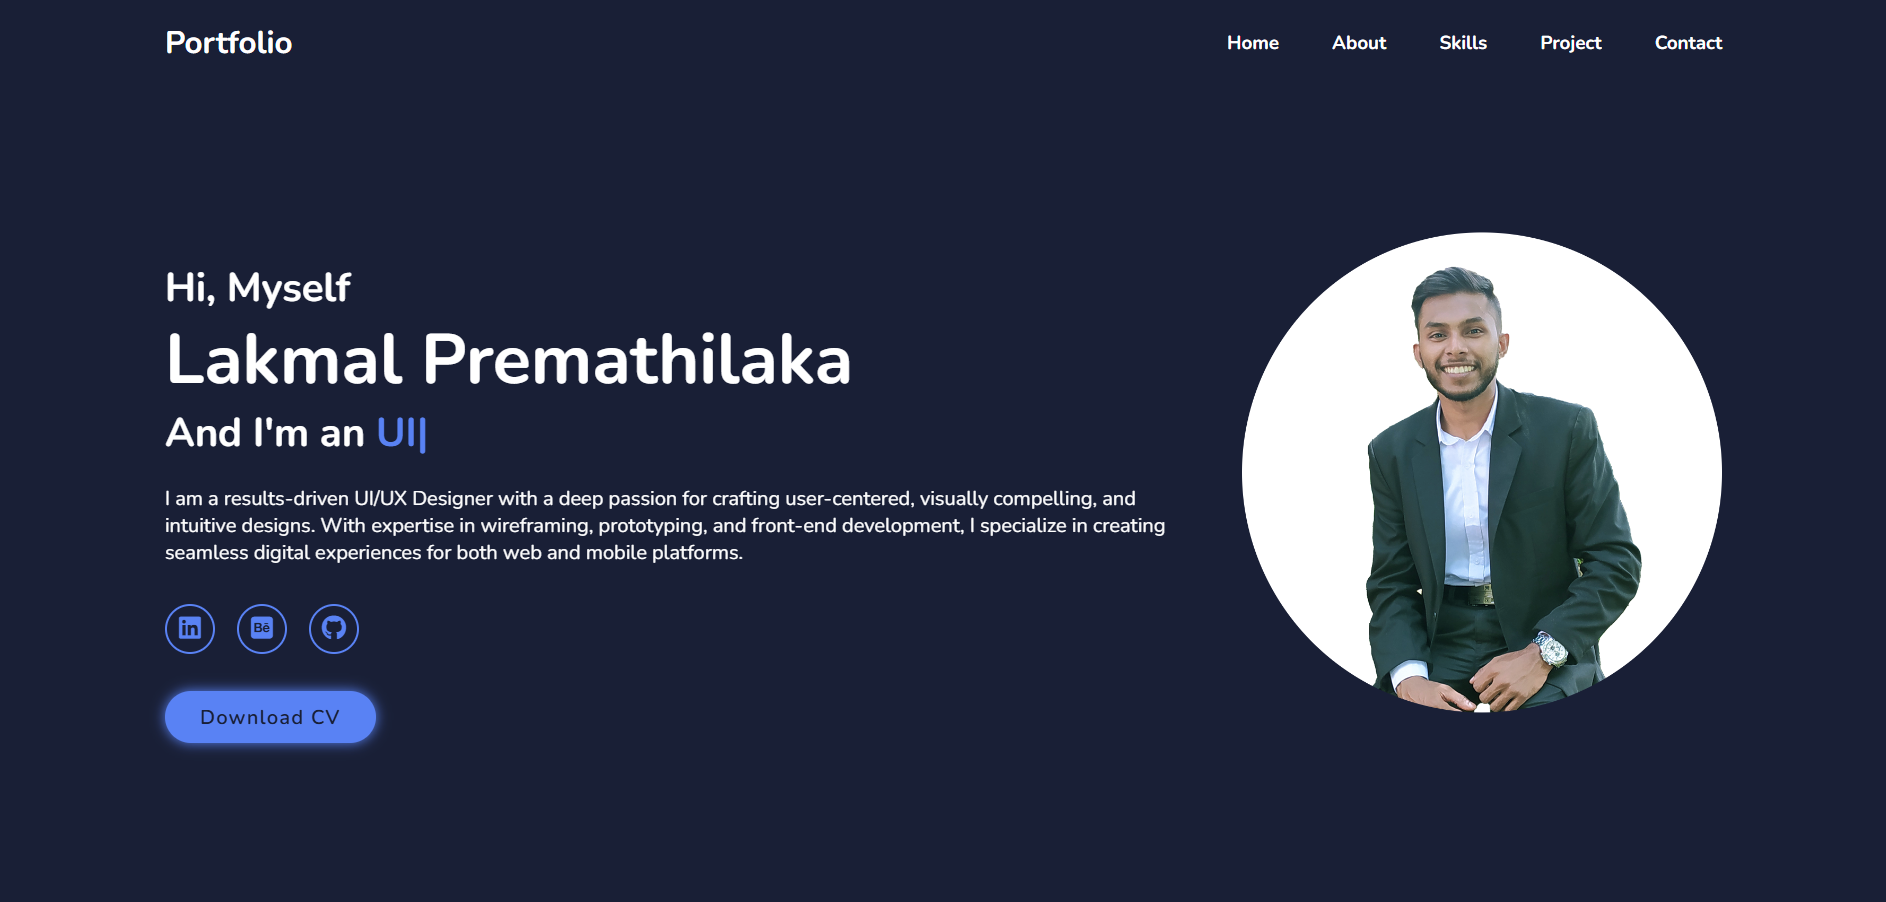 Portfolio
Home About Skills Project Contact
Hi, Myself
Lakmal Premathilaka
And I'm an UI|
I am a results-driven UI/UX Designer with a deep passion for crafting user-centered, visually compelling, and
intuitive designs. With expertise in wireframing, prototyping, and front-end development, I specialize in creating
seamless digital experiences for both web and mobile platforms.
in Bē
Download CV